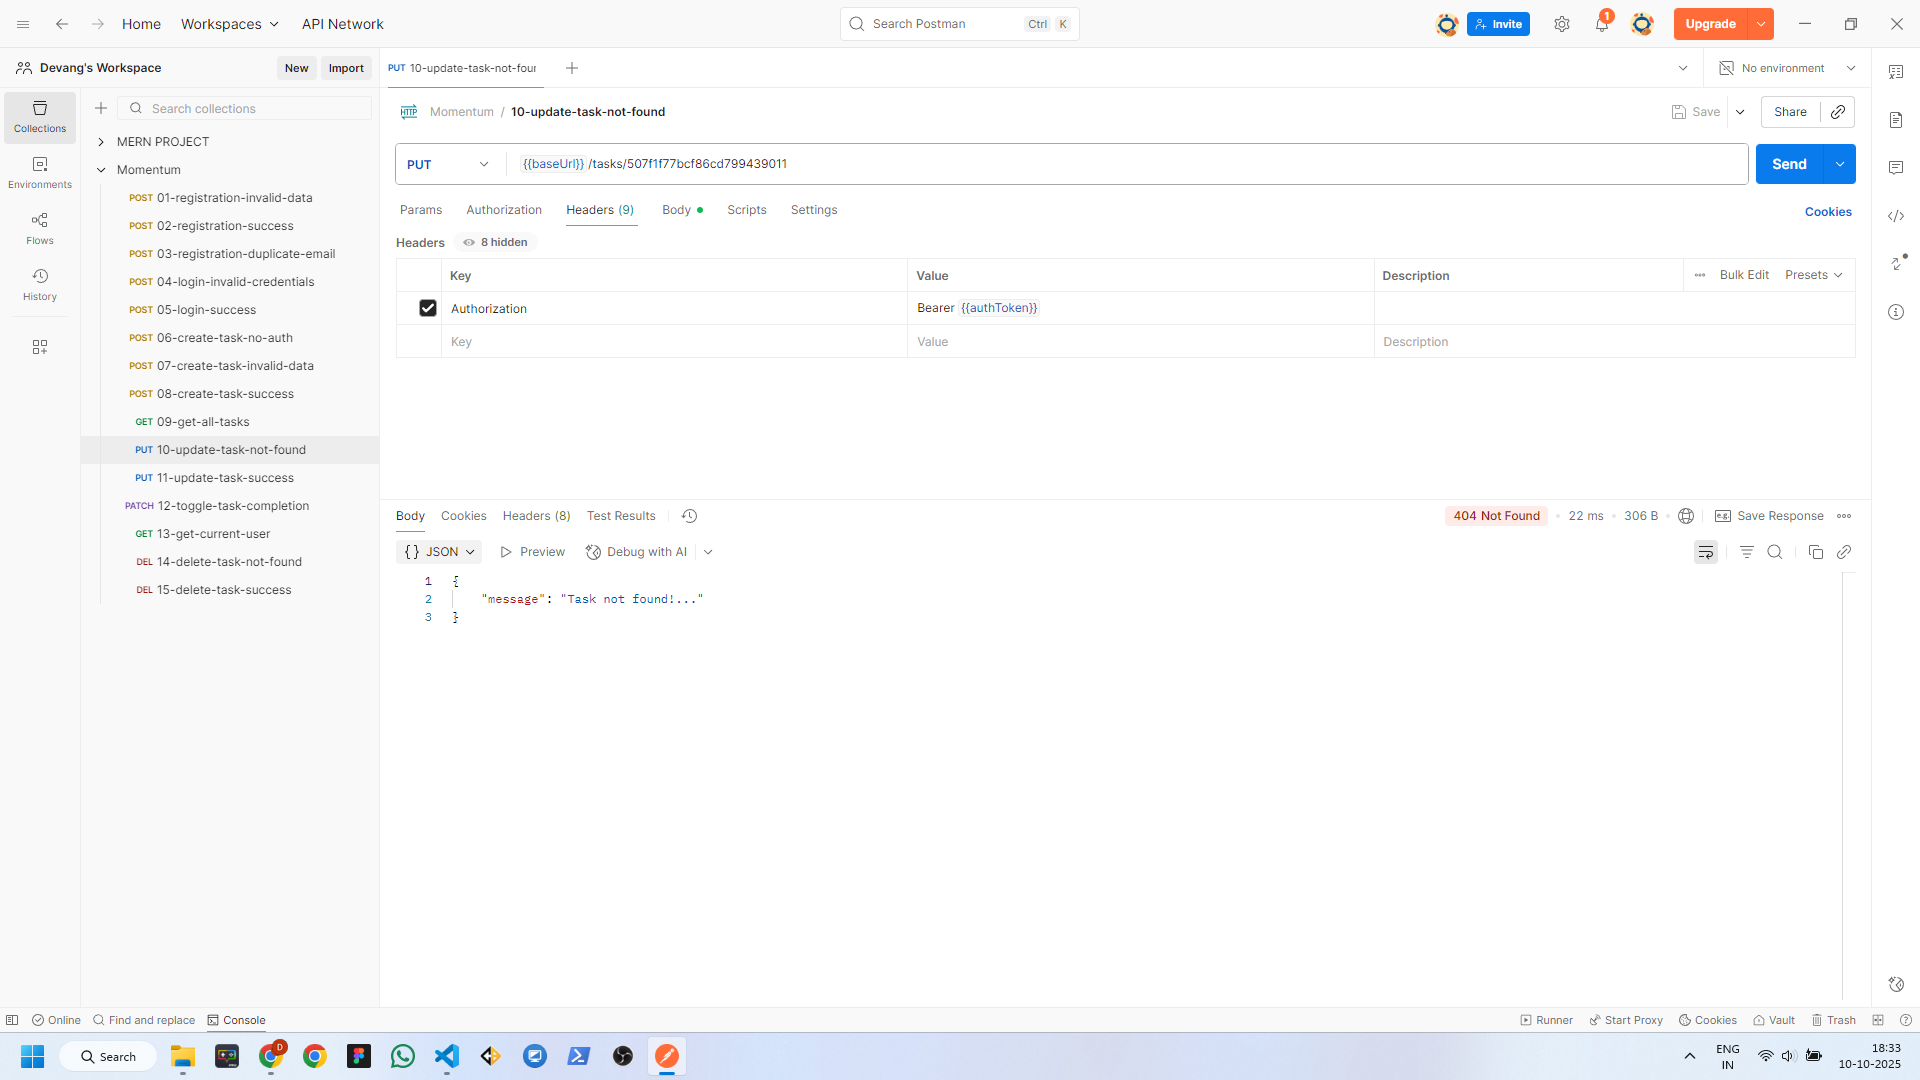 Home Workspaces API Network Search Postman Ctrl K Invite 1 Upgrade
Devang's Workspace New Import PUT 10-update-task-not-four No environment
Collections
Environments
Flows
History
Search collections
MERN PROJECT
Momentum
POST 01-registration-invalid-data
POST 02-registration-success
POST 03-registration-duplicate-email
POST 04-login-invalid-credentials
POST 05-login-success
POST 06-create-task-no-auth
POST 07-create-task-invalid-data
POST 08-create-task-success
GET 09-get-all-tasks
PUT 10-update-task-not-found
PUT 11-update-task-success
PATCH 12-toggle-task-completion
GET 13-get-current-user
DEL 14-delete-task-not-found
DEL 15-delete-task-success
HTTP Momentum / 10-update-task-not-found Save Share
PUT {{baseUrl}} /tasks/507f1f77bcf86cd799439011 Send
Params Authorization Headers (9) Body Scripts Settings Cookies
Headers 8 hidden
Key Value Description Bulk Edit Presets
Authorization Bearer {{authToken}}
Key Value Description
Body Cookies Headers (8) Test Results 404 Not Found 22 ms 306 B e.g. Save Response
{} JSON Preview Debug with AI
1 {
2 "message": "Task not found!..."
3 }
Online Find and replace Console Runner Start Proxy Cookies Vault Trash
Search D ENG 18:33
IN 10-10-2025